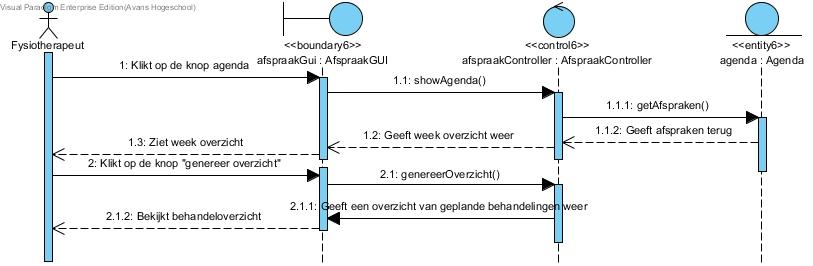 Visual Paradigm Enterprise Edition(Avans Hogeschool)
Fysiotherapeut
<<boundary6>>
afspraakGui : AfspraakGUI
<<control6>>
afspraakController : AfspraakController
<<entity6>>
agenda : Agenda
1: Klikt op de knop agenda
1.1: showAgenda()
1.1.1: getAfspraken()
1.1.2: Geeft afspraken terug
1.2: Geeft week overzicht weer
1.3: Ziet week overzicht
2: Klikt op de knop "genereer overzicht"
2.1: genereerOverzicht()
2.1.1: Geeft een overzicht van geplande behandelingen weer
2.1.2: Bekijkt behandeloverzicht